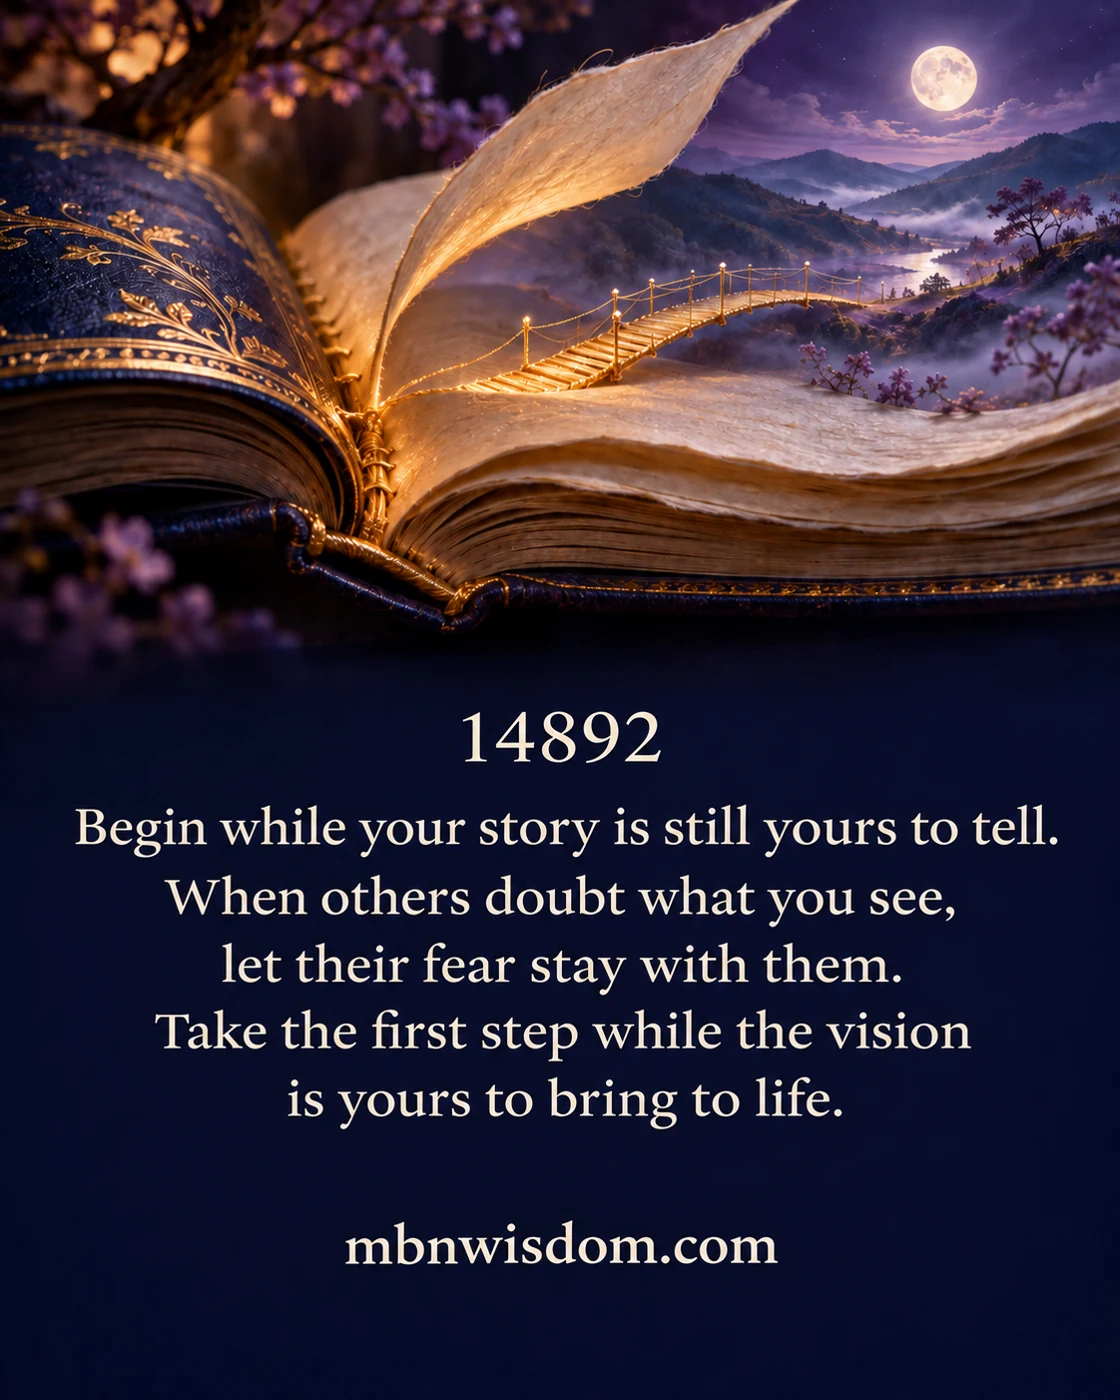 14892
Begin while your story is still yours to tell.
When others doubt what you see,
let their fear stay with them.
Take the first step while the vision
is yours to bring to life.
mbnwisdom.com